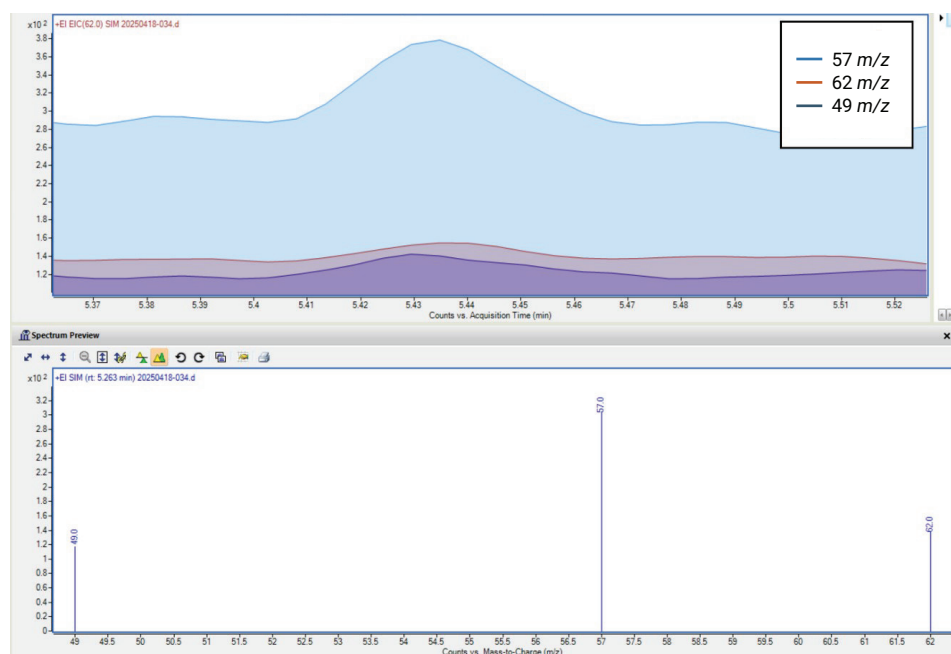 x10 2
+EI EIC(62.0) SIM 20250418-034.d
3.8
3.6
3.4
3.2
3
2.8
2.6
2.4
2.2
2
1.8
1.6
1.4
1.2
57 m/z
62 m/z
49 m/z
5.37 5.38 5.39 5.4 5.41 5.42 5.43 5.44 5.45 5.46 5.47 5.48 5.49 5.5 5.51 5.52
Counts vs. Acquisition Time (min)
Spectrum Preview
x10 2
+EI SIM (rt: 5.263 min) 20250418-034.d
3.2
3
2.8
2.6
2.4
2.2
2
1.8
1.6
1.4
1.2
1
0.8
0.6
0.4
0.2
0
49.0
57.0
62.0
49 49.5 50 50.5 51 51.5 52 52.5 53 53.5 54 54.5 55 55.5 56 56.5 57 57.5 58 58.5 59 59.5 60 60.5 61 61.5 62
Counts vs. Mass-to-Charge (m/z)